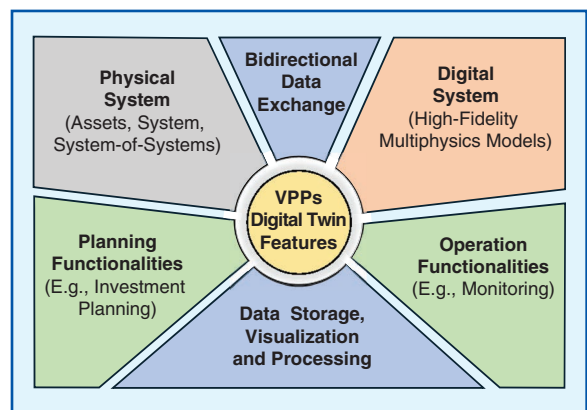 Physical
System
(Assets, System,
System-of-Systems)
Bidirectional
Data
Exchange
Digital
System
(High-Fidelity
Multiphysics Models)
VPPs
Digital Twin
Features
Planning
Functionalities
(E.g., Investment
Planning)
Operation
Functionalities
(E.g., Monitoring)
Data Storage,
Visualization
and Processing